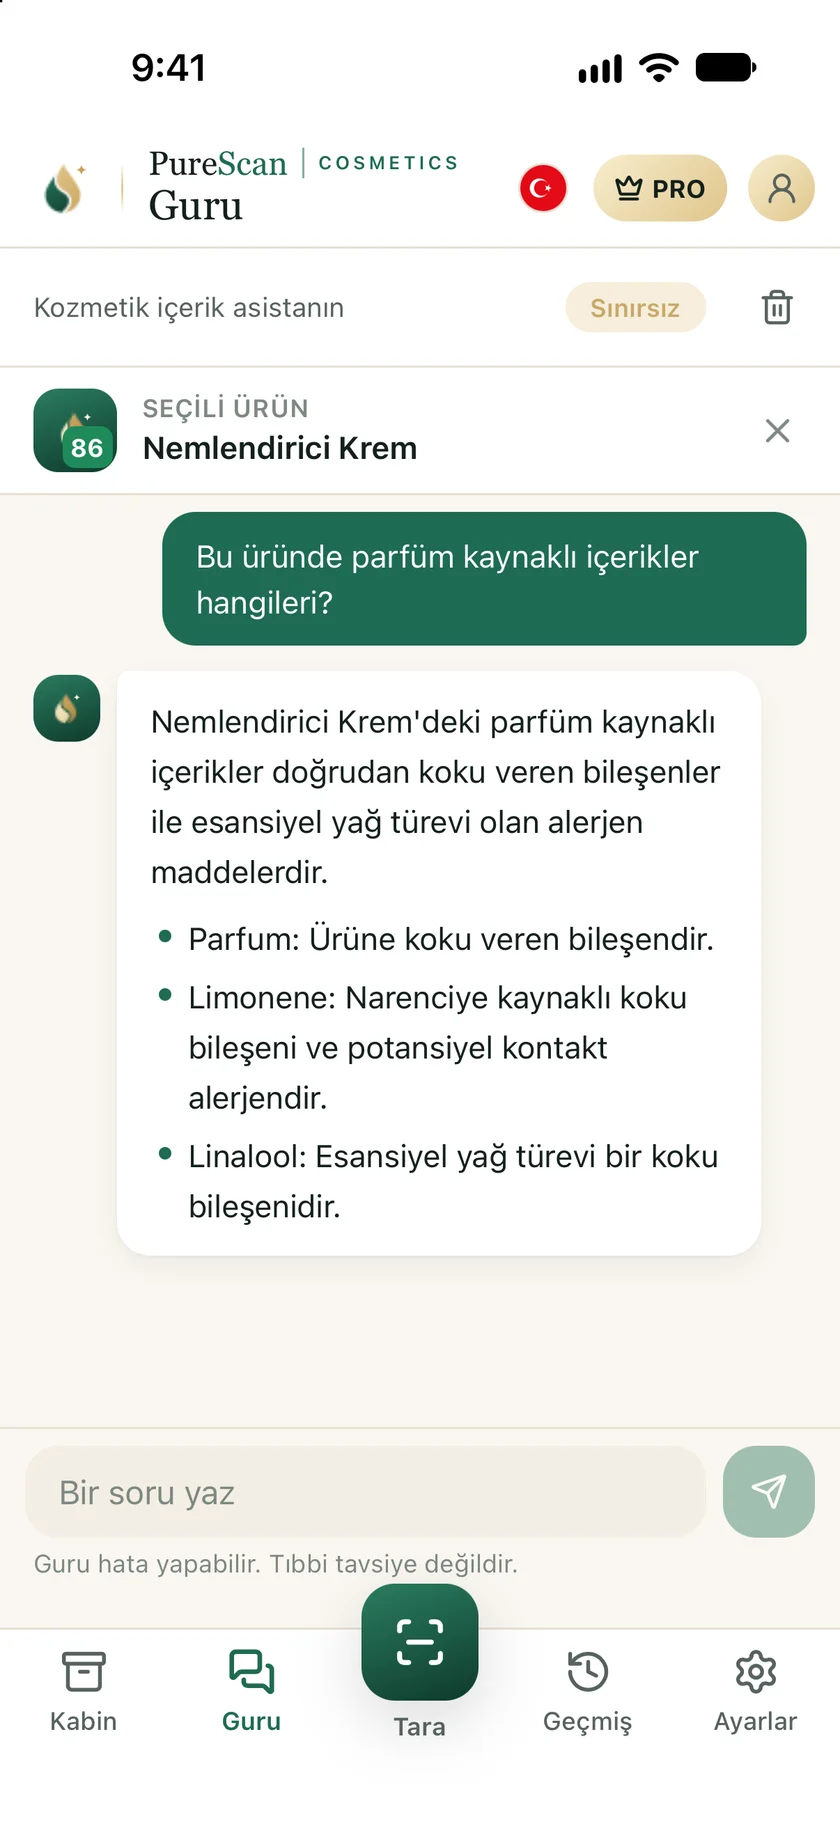 9:41
PureScan | COSMETICS
Guru
PRO
Kozmetik içerik asistanın
Sınırsız
86
SEÇİLİ ÜRÜN
Nemlendirici Krem
Bu üründe parfüm kaynaklı içerikler
hangileri?
Nemlendirici Krem'deki parfüm kaynaklı
içerikler doğrudan koku veren bileşenler
ile esansiyel yağ türevi olan alerjen
maddelerdir.
• Parfum: Ürüne koku veren bileşendir.
• Limonene: Narenciye kaynaklı koku
bileşeni ve potansiyel kontakt
alerjendir.
• Linalool: Esansiyel yağ türevi bir koku
bileşenidir.
Bir soru yaz
Guru hata yapabilir. Tıbbi tavsiye değildir.
Kabin
Guru
Tara
Geçmiş
Ayarlar